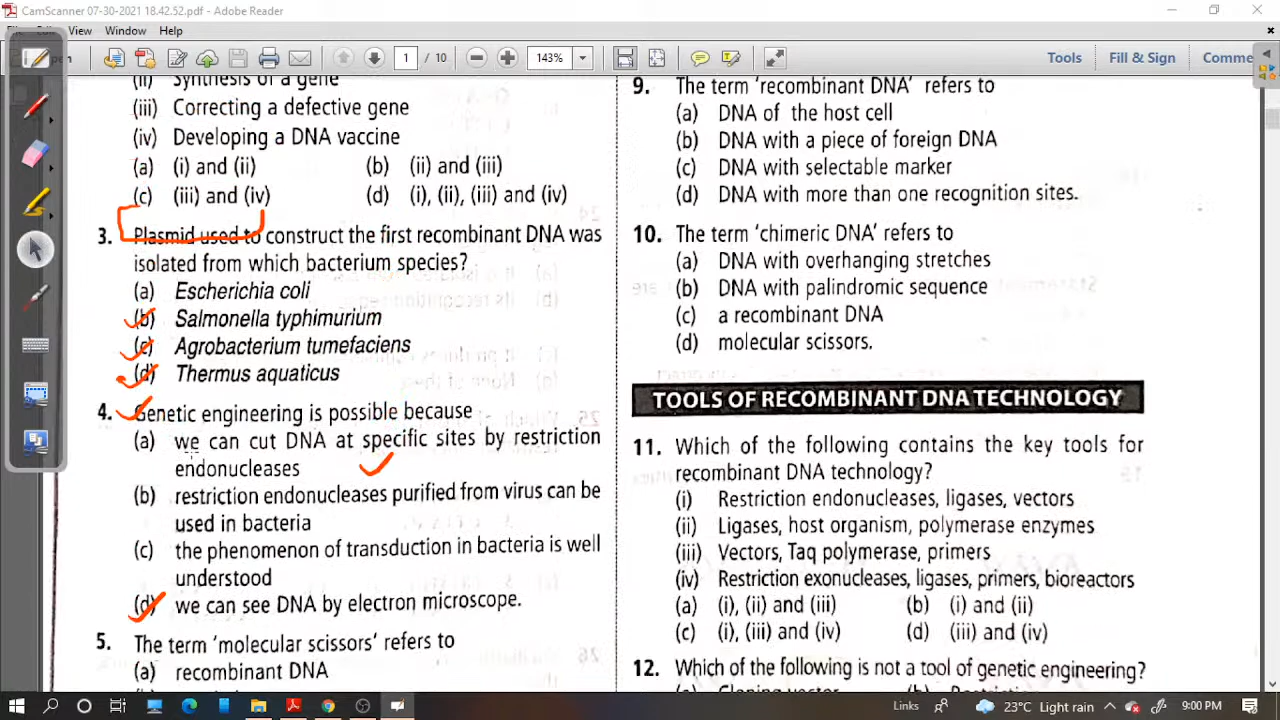 CamScanner 07-30-2021 18.42.52.pdf - Adobe Reader
View Window Help
1 / 10 143% Tools Fill & Sign Comme
(ii) Synthesis of a gene
(iii) Correcting a defective gene
(iv) Developing a DNA vaccine
(a) (i) and (ii) (b) (ii) and (iii)
(c) (iii) and (iv) (d) (i), (ii), (iii) and (iv)
3. Plasmid used to construct the first recombinant DNA was
isolated from which bacterium species?
(a) Escherichia coli
(b) Salmonella typhimurium
(c) Agrobacterium tumefaciens
(d) Thermus aquaticus
4. Genetic engineering is possible because
(a) we can cut DNA at specific sites by restriction
endonucleases
(b) restriction endonucleases purified from virus can be
used in bacteria
(c) the phenomenon of transduction in bacteria is well
understood
(d) we can see DNA by electron microscope.
5. The term 'molecular scissors' refers to
(a) recombinant DNA
9. The term 'recombinant DNA' refers to
(a) DNA of the host cell
(b) DNA with a piece of foreign DNA
(c) DNA with selectable marker
(d) DNA with more than one recognition sites.
10. The term 'chimeric DNA' refers to
(a) DNA with overhanging stretches
(b) DNA with palindromic sequence
(c) a recombinant DNA
(d) molecular scissors.
TOOLS OF RECOMBINANT DNA TECHNOLOGY
11. Which of the following contains the key tools for
recombinant DNA technology?
(i) Restriction endonucleases, ligases, vectors
(ii) Ligases, host organism, polymerase enzymes
(iii) Vectors, Taq polymerase, primers
(iv) Restriction exonucleases, ligases, primers, bioreactors
(a) (i), (ii) and (iii) (b) (i) and (ii)
(c) (i), (iii) and (iv) (d) (iii) and (iv)
12. Which of the following is not a tool of genetic engineering?
(a) Cloning vector (b)
Links 23°C Light rain 9:00 PM